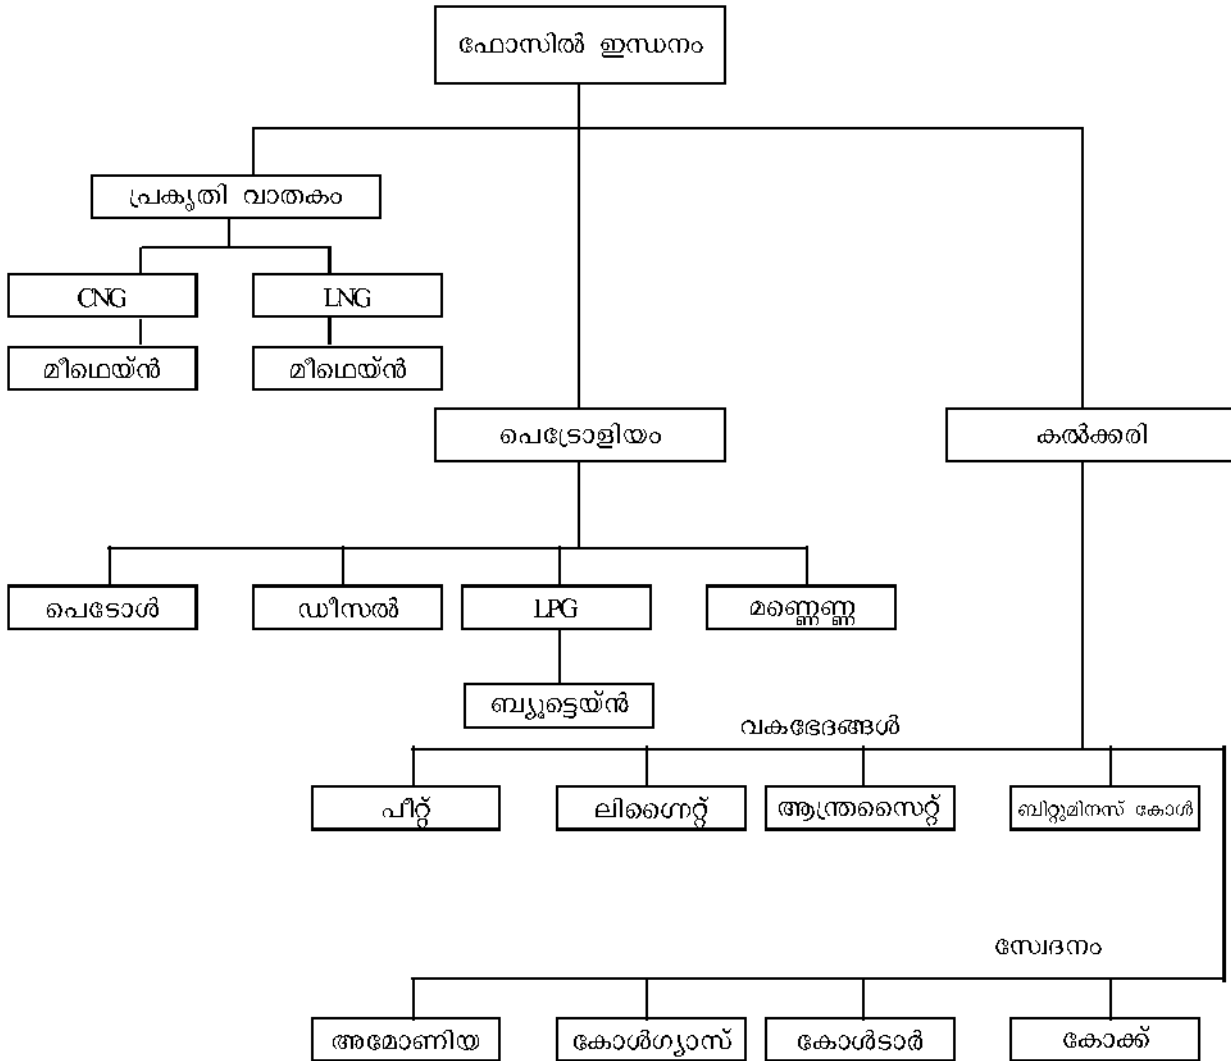 ഫോസിൽ ഇന്ധനം
പ്രകൃതി വാതകം
CNG
LNG
മീഥെയ്ൻ
മീഥെയ്ൻ
പെട്രോളിയം
കൽക്കരി
പെടോൾ
ഡീസൽ
LPG
മണ്ണെണ്ണ
ബ്യൂട്ടെയ്ൻ
വകഭേദങ്ങൾ
പീറ്റ്
ലിഗ്നൈറ്റ്
ആന്ത്രസൈറ്റ്
ബിറ്റുമിനസ് കോൾ
സ്വേദനം
അമോണിയ
കോൾഗ്യാസ്
കോൾടാർ
കോക്ക്